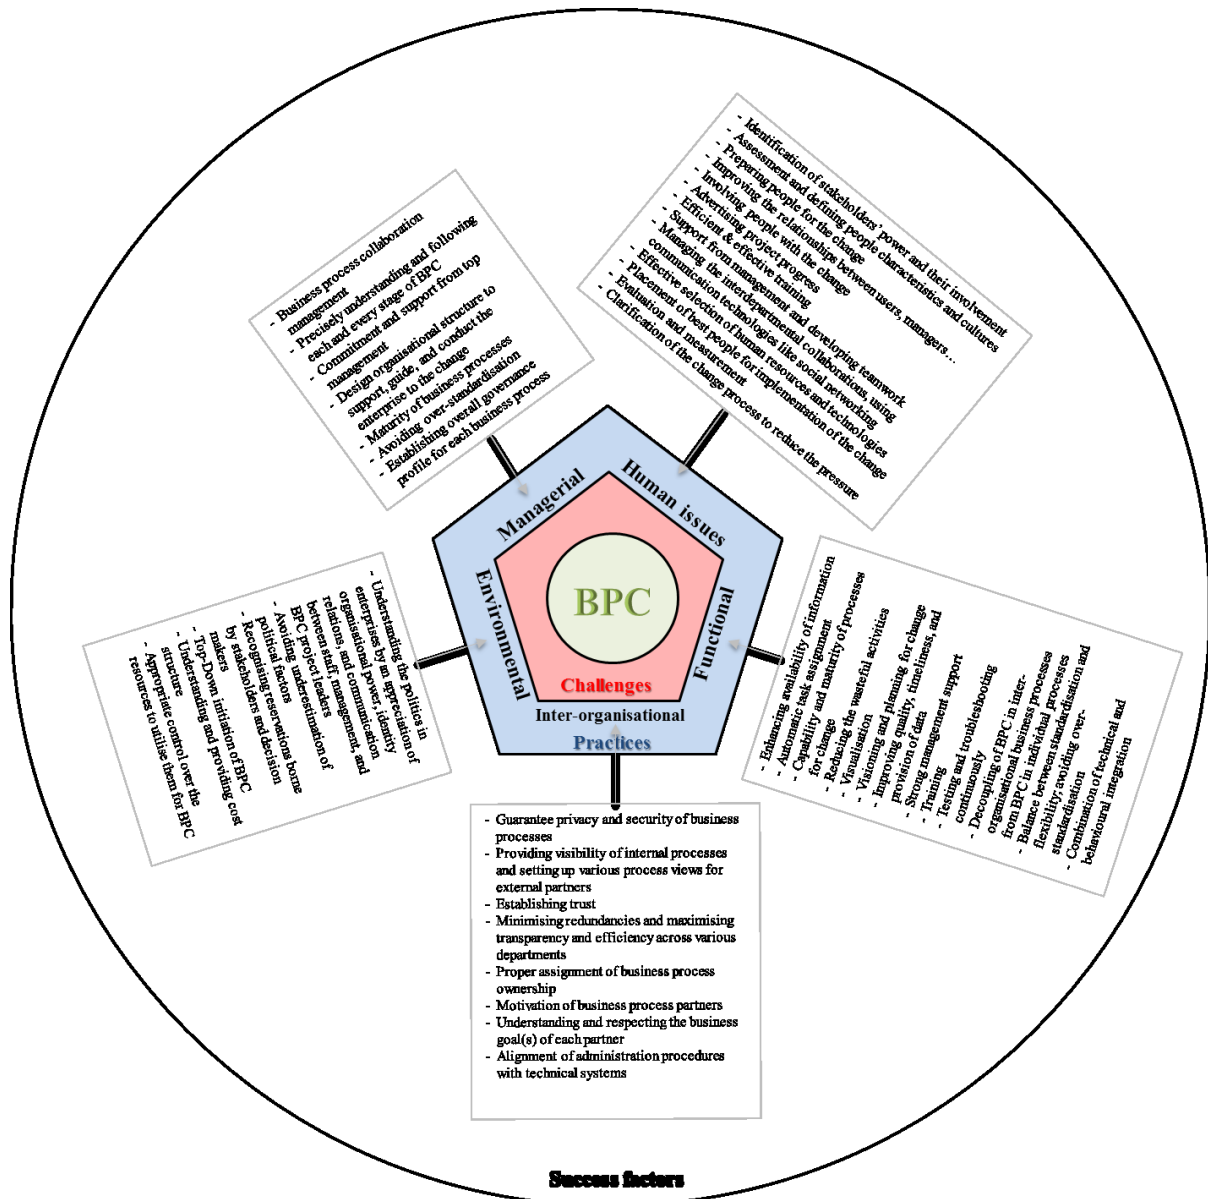 - Business process collaboration
management
- Precisely understanding and following
each and every stage of BPC
- Commitment and support from top
management
- Design organisational structure to
support, guide, and conduct the
enterprise to the change
- Maturity of business processes
- Avoiding over-standardisation
- Establishing overall governance
profile for each business process
- Identification of stakeholders' power and their involvement
- Assessment and defining people characteristics and cultures
- Preparing people for the change
- Improving the relationships between users, managers…
- Involving people with the change
- Advertising project progress
- Efficient & effective training
- Support from management and developing teamwork
- Managing the interdepartmental collaborations, using
communication technologies like social networking
- Effective selection of human resources and technologies
- Placement of best people for implementation of the change
- Evaluation and measurement
- Clarification of the change process to reduce the pressure
Managerial
Human issues
Environmental
Functional
BPC
Challenges
Inter-organisational
Practices
- Understanding the politics in
enterprises by an appreciation of
organisational power, identity
relations, and communication
between staff, management, and
BPC project leaders
- Avoiding underestimation of
political factors
- Recognising reservations borne
by stakeholders and decision
makers
- Top-Down initiation of BPC
- Understanding and providing cost
structure
- Appropriate control over the
resources to utilise them for BPC
- Enhancing availability of information
- Automatic task assignment
- Capability and maturity of processes
for change
- Reducing the wasteful activities
- Visualisation
- Visioning and planning for change
- Improving quality, timeliness, and
provision of data
- Strong management support
- Training
- Testing and troubleshooting
continuously
- Decoupling of BPC in inter-
organisational business processes
from BPC in individual processes
- Balance between standardisation and
flexibility; avoiding over-
standardisation
- Combination of technical and
behavioural integration
- Guarantee privacy and security of business
processes
- Providing visibility of internal processes
and setting up various process views for
external partners
- Establishing trust
- Minimising redundancies and maximising
transparency and efficiency across various
departments
- Proper assignment of business process
ownership
- Motivation of business process partners
- Understanding and respecting the business
goal(s) of each partner
- Alignment of administration procedures
with technical systems
Success factors